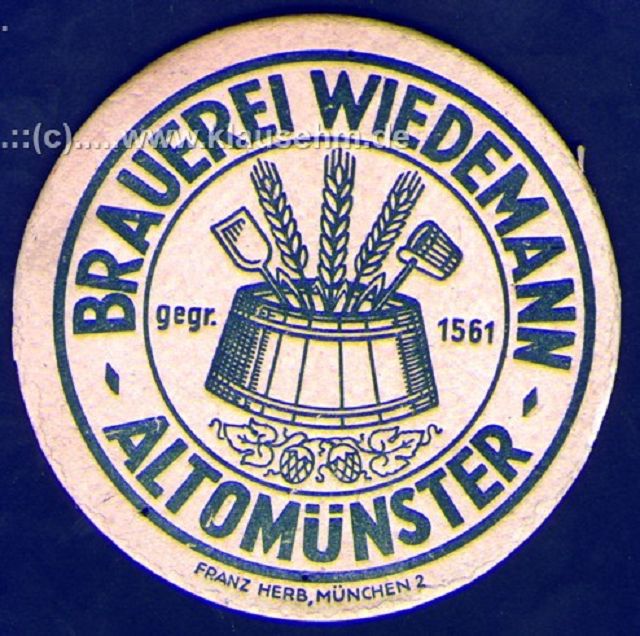 .::(c).....www.klausehm.de
BRAUEREI WIEDEMANN
gegr. 1561
- ALTOMÜNSTER -
FRANZ HERB, MÜNCHEN 2